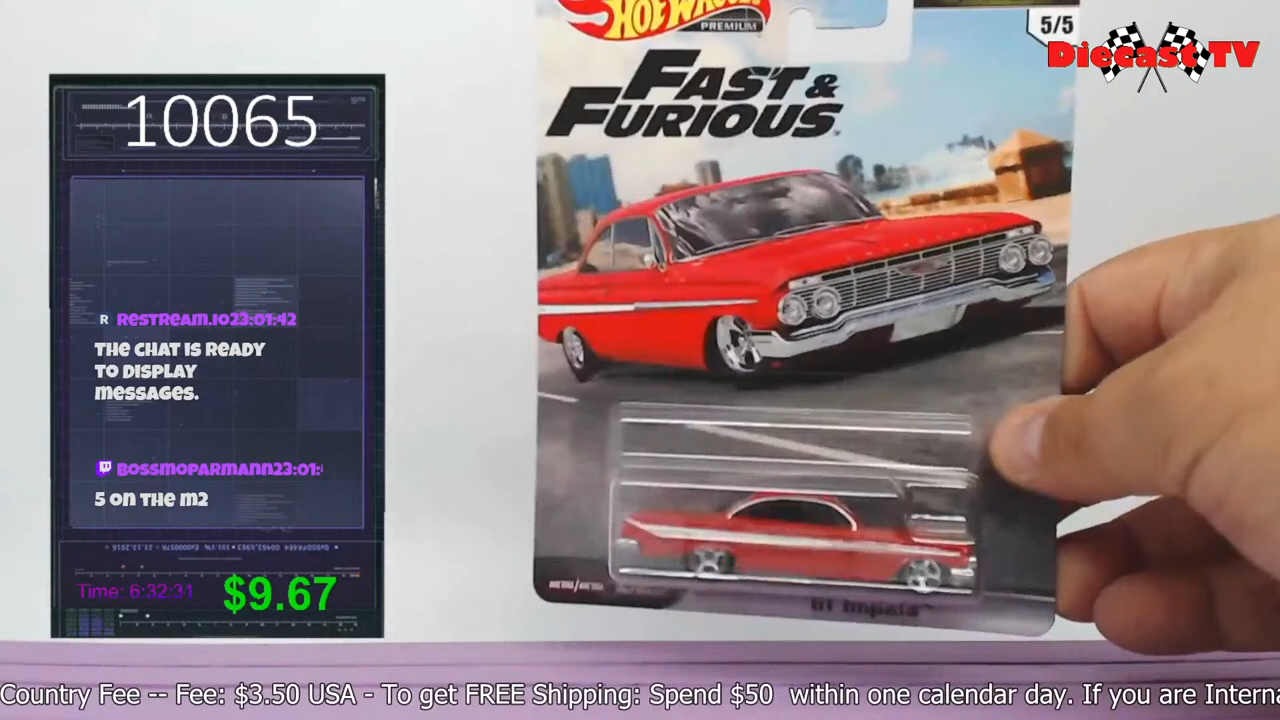 10065
R Restream.io23:01:42
THE CHAT IS READY
TO DISPLAY
MESSAGES.
BOSSMOPARMANN23:01:
5 ON THE M2
Time: 6:32:31
$9.67
HOT WHEELS
PREMIUM
5/5
Diecast TV
FAST &
FURIOUS
61 Impala
Country Fee -- Fee: $3.50 USA - To get FREE Shipping: Spend $50 within one calendar day. If you are Interna